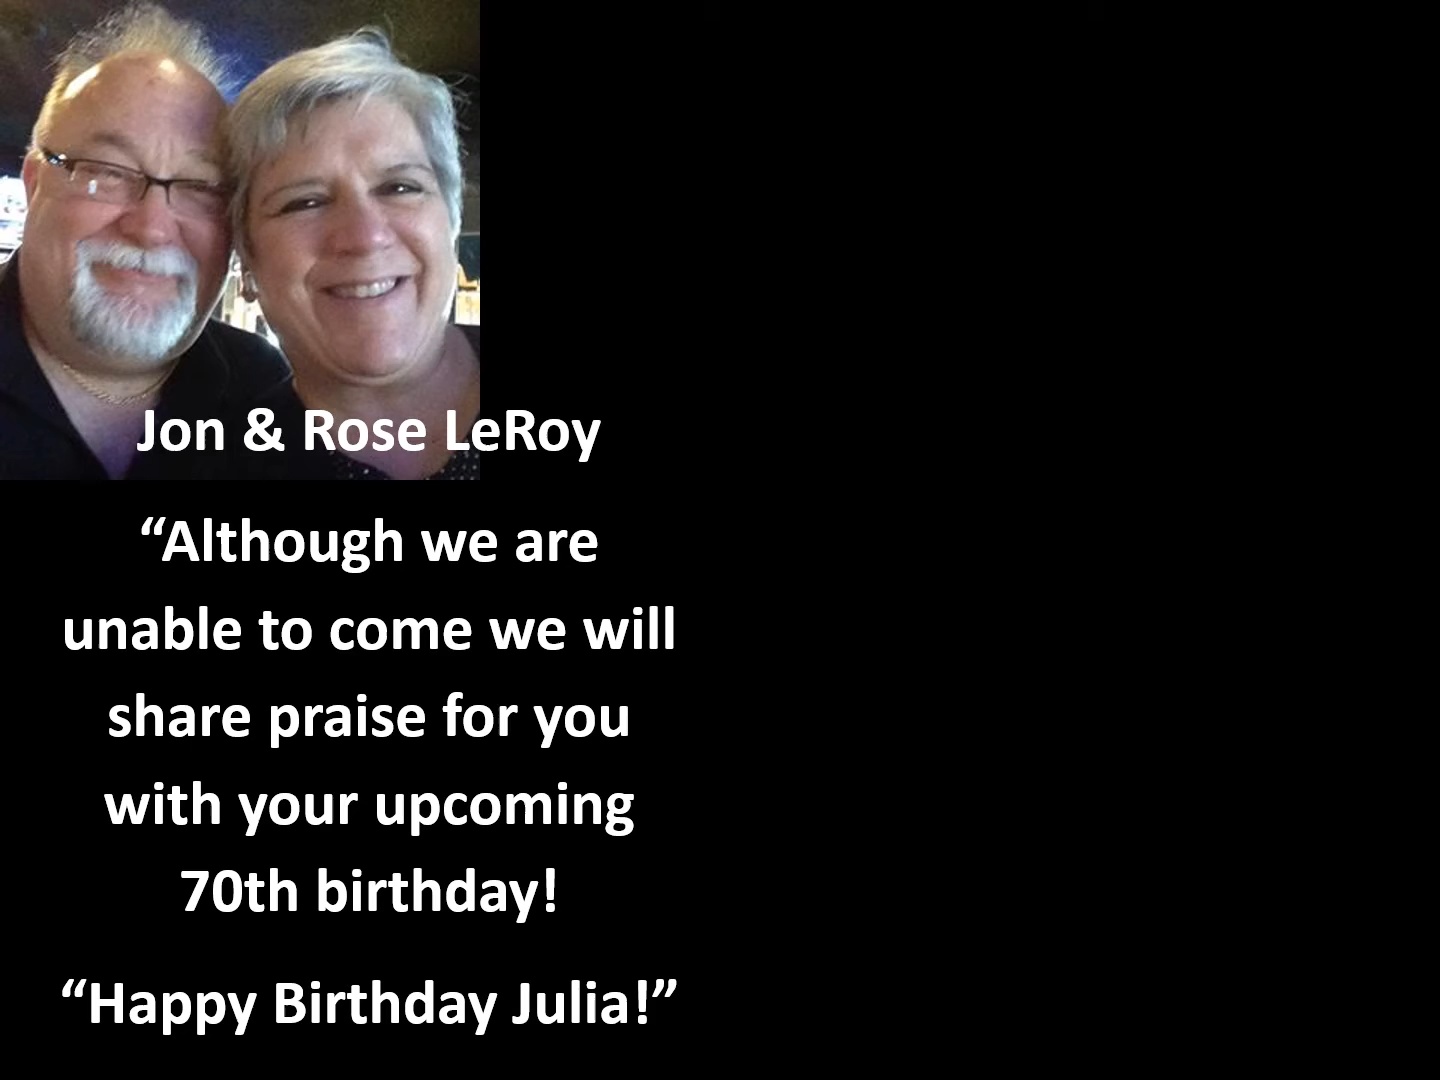 Jon & Rose LeRoy
“Although we are
unable to come we will
share praise for you
with your upcoming
70th birthday!
“Happy Birthday Julia!”